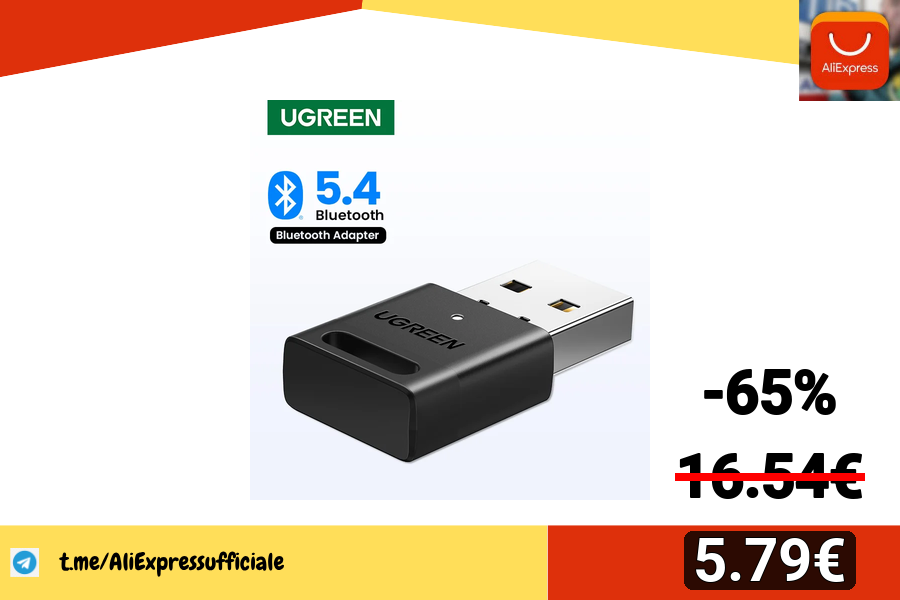 AliExpress
UGREEN
5.4
Bluetooth
Bluetooth Adapter
UGREEN
-65%
16.54€
t.me/AliExpressufficiale
5.79€